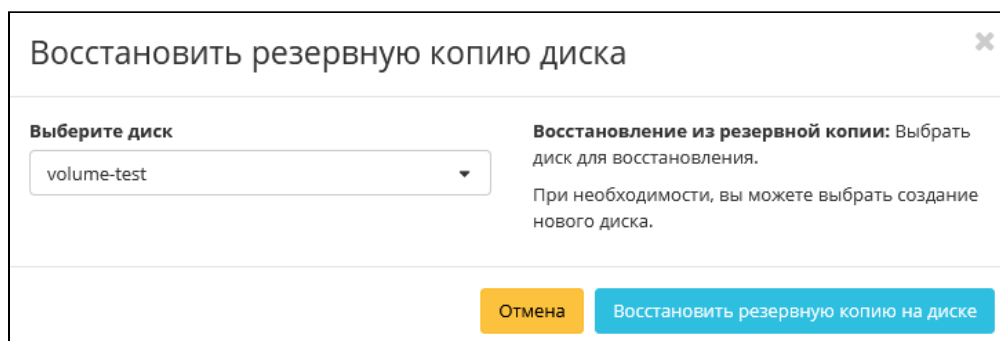 Восстановить резервную копию диска
Выберите диск
volume-test
Восстановление из резервной копии: Выбрать
диск для восстановления.
При необходимости, вы можете выбрать создание
нового диска.
Отмена
Восстановить резервную копию на диске